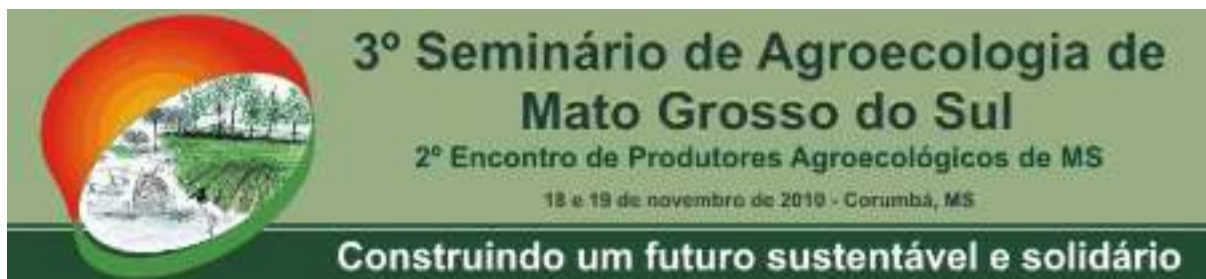 3º Seminário de Agroecologia de
Mato Grosso do Sul
2º Encontro de Produtores Agroecológicos de MS
18 e 19 de novembro de 2010 - Corumbá, MS
Construindo um futuro sustentável e solidário